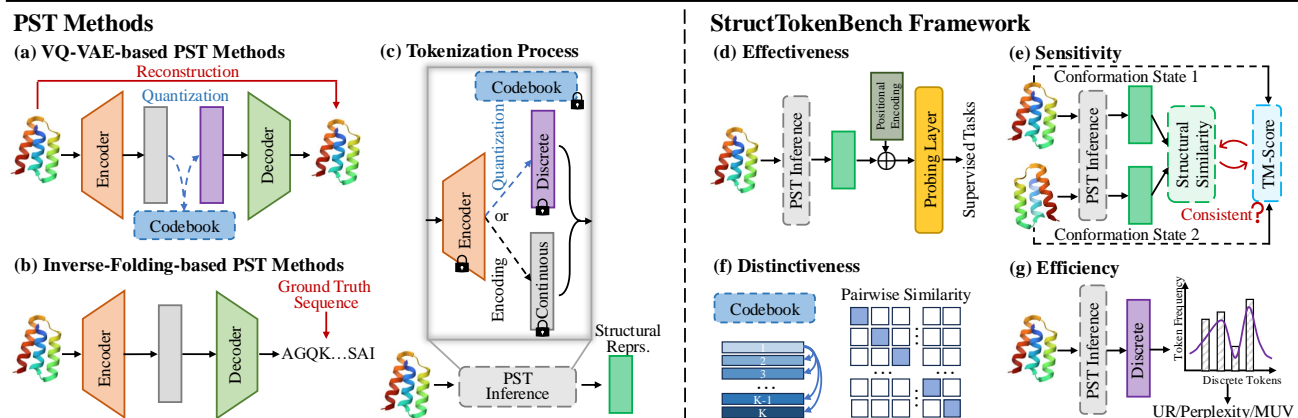 PST Methods
(a) VQ-VAE-based PST Methods
Reconstruction
Quantization
Encoder
Decoder
Codebook
(b) Inverse-Folding-based PST Methods
Ground Truth
Sequence
Encoder
Decoder
AGQK...SAI
(c) Tokenization Process
Codebook
Quantization
Discrete
Encoder
or
Encoding
Continuous
Structural
Reprs.
PST
Inference
StructTokenBench Framework
(d) Effectiveness
PST Inference
Positional
Encoding
Probing Layer
Supervised Tasks
(e) Sensitivity
Conformation State 1
PST Inference
Structural
Similarity
TM-Score
Consistent?
Conformation State 2
(f) Distinctiveness
Codebook
Pairwise Similarity
1
2
3
...
K-1
K
... ...
(g) Efficiency
PST Inference
Discrete
Token Frequency
Discrete Tokens
UR/Perplexity/MUV